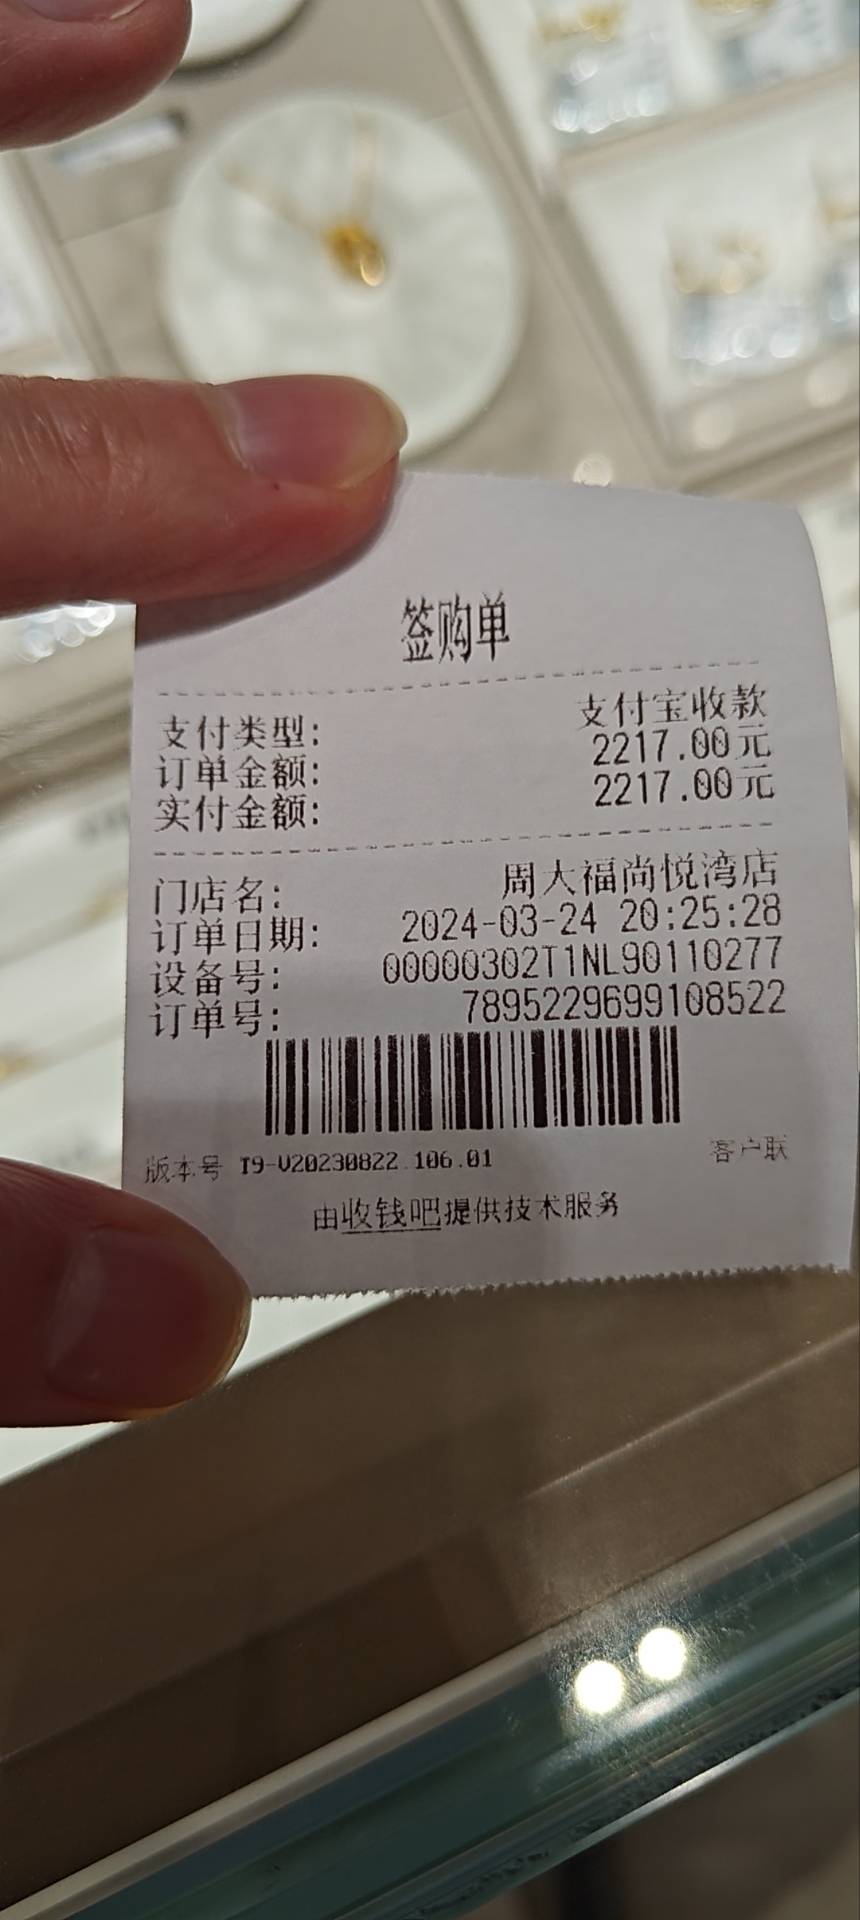 签购单
支付类型: 支付宝收款
订单金额: 2217.00元
实付金额: 2217.00元
门店名: 周大福尚悦湾店
订单日期: 2024-03-24 20:25:28
设备号: 00000302T1NL90110277
订单号: 7895229699108522
版本号 T9-V20230822.106.01 客户联
由收钱吧提供技术服务